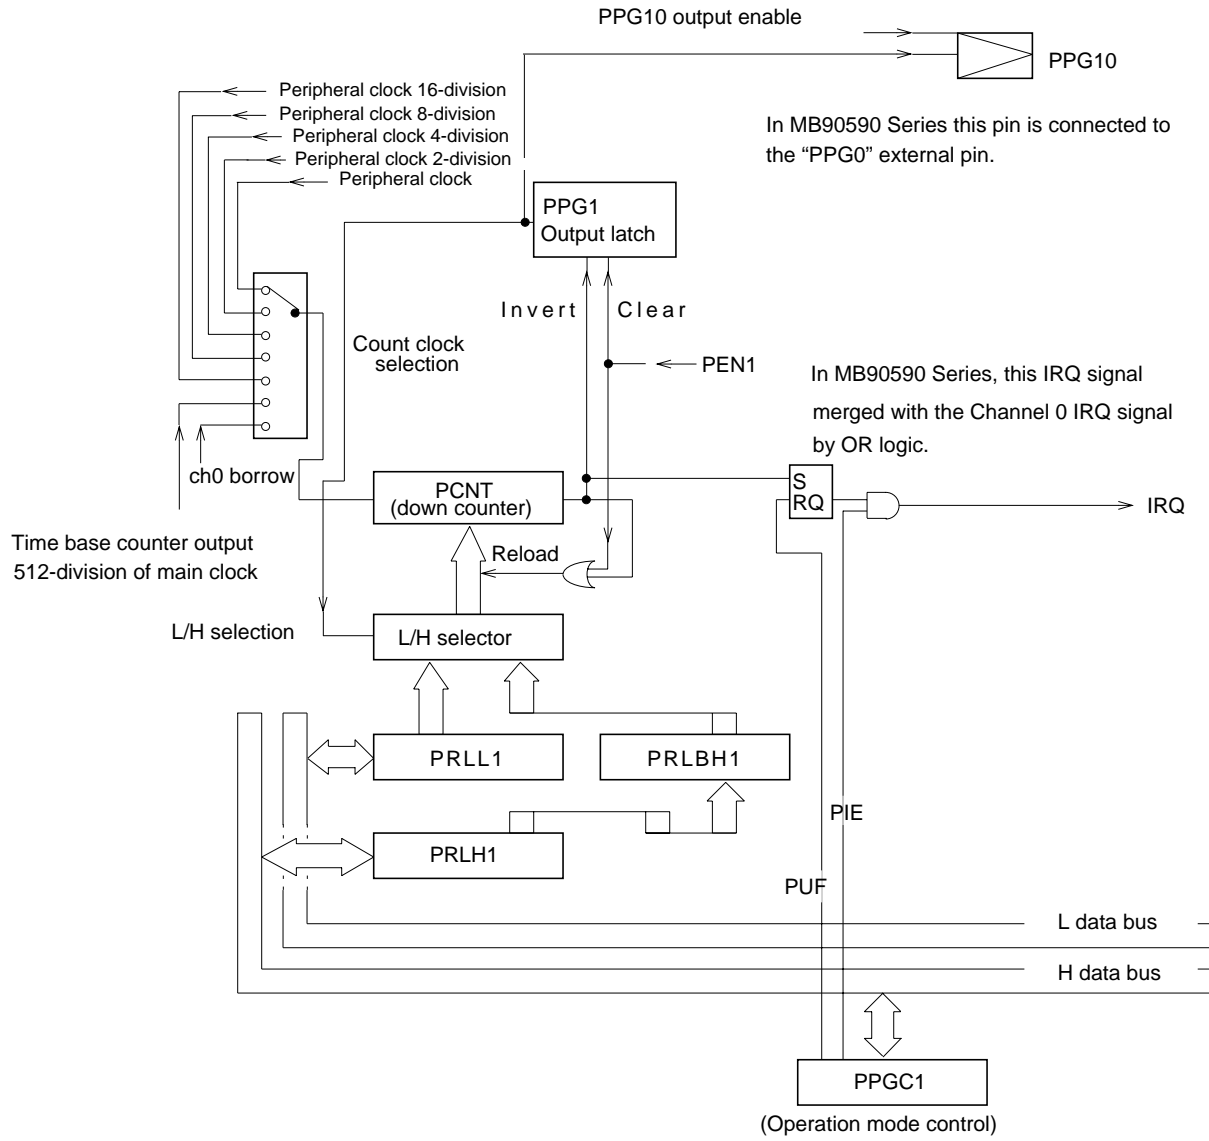 PPG10 output enable
PPG10
In MB90590 Series this pin is connected to
the “PPG0” external pin.
Peripheral clock 16-division
Peripheral clock 8-division
Peripheral clock 4-division
Peripheral clock 2-division
Peripheral clock
PPG1
Output latch
Invert
Clear
Count clock
selection
PEN1
In MB90590 Series, this IRQ signal
merged with the Channel 0 IRQ signal
by OR logic.
ch0 borrow
PCNT
(down counter)
S
RQ
IRQ
Time base counter output
512-division of main clock
Reload
L/H selection
L/H selector
PRLL1
PRLBH1
PRLH1
PIE
PUF
L data bus
H data bus
PPGC1
(Operation mode control)